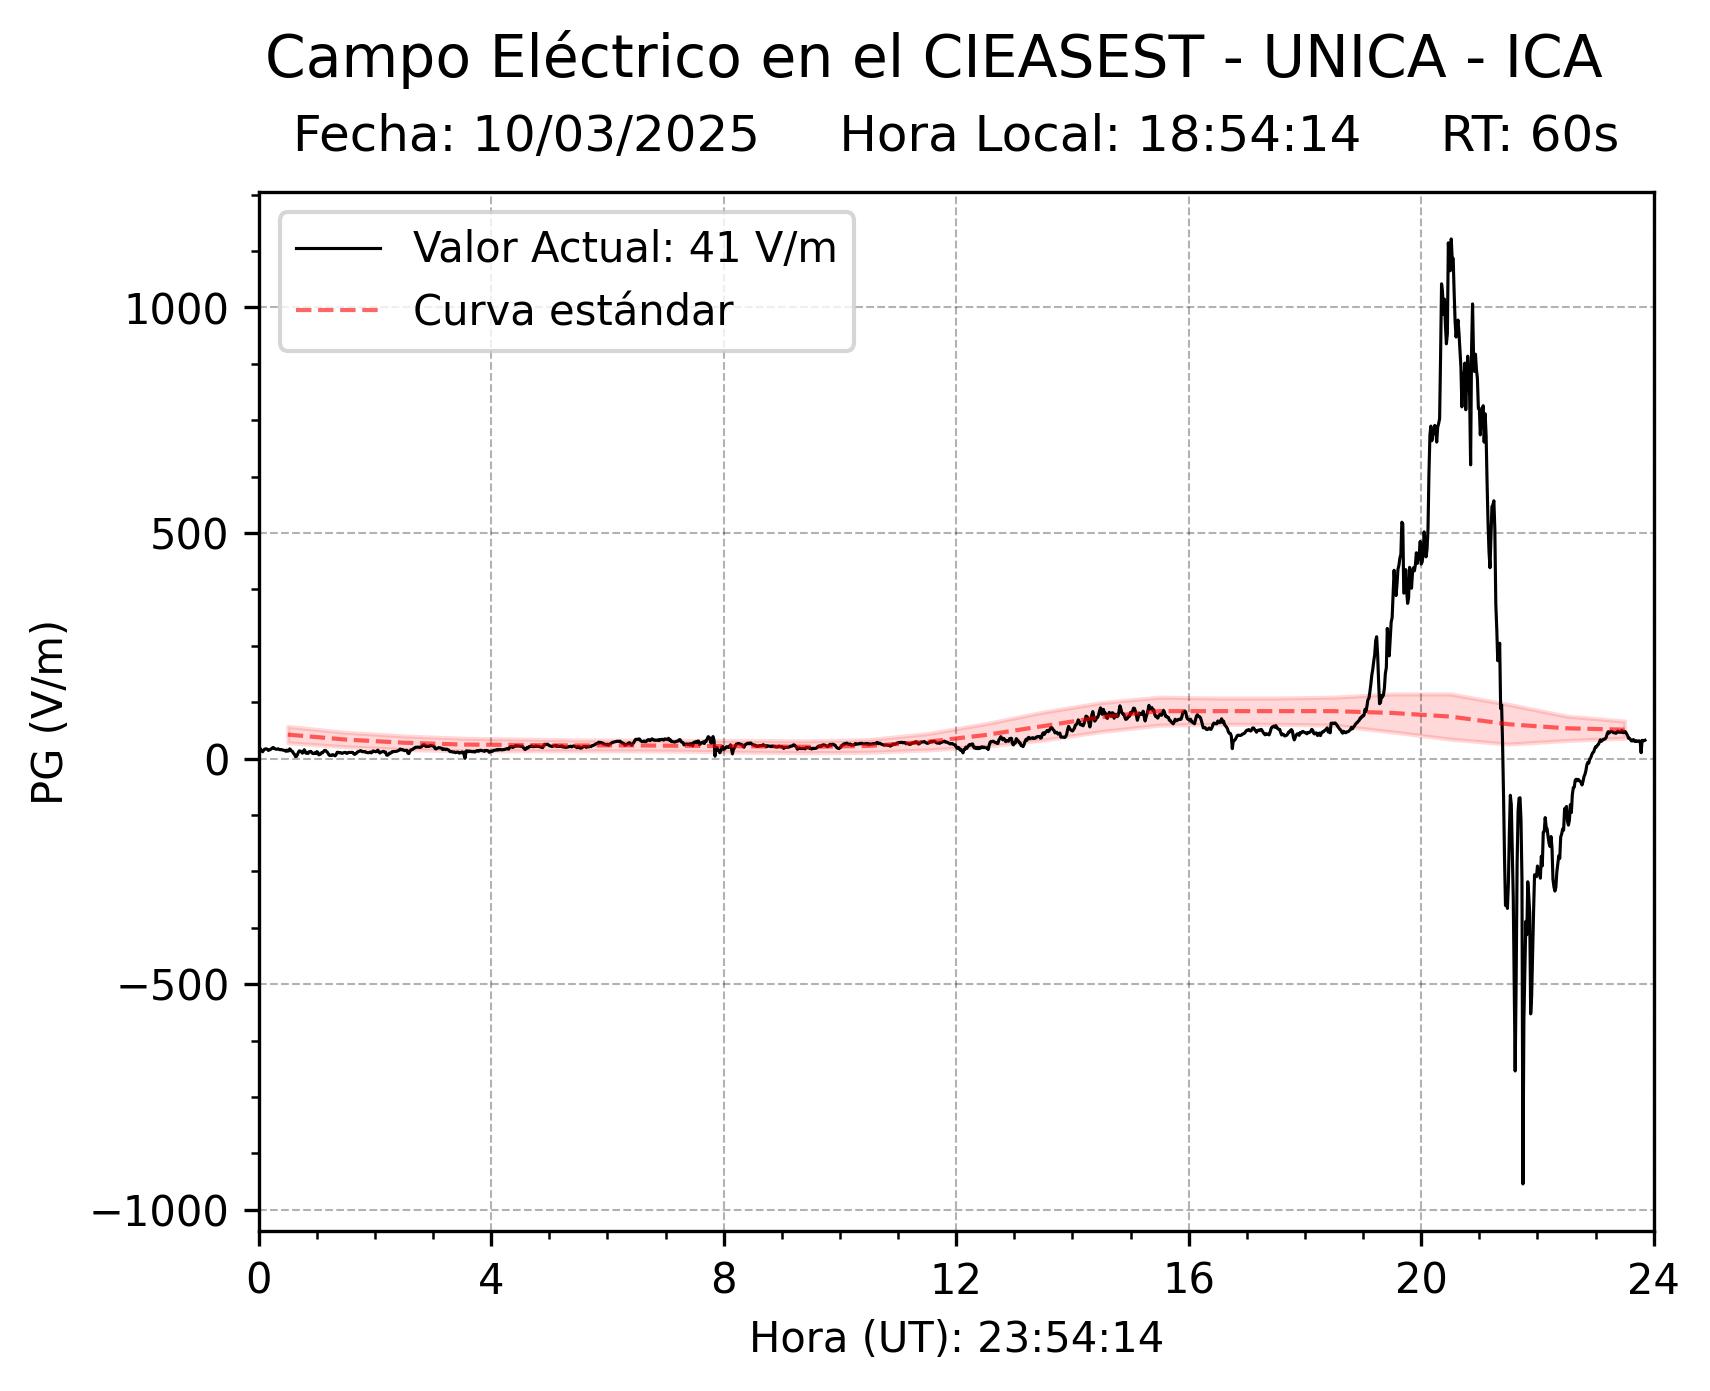 Campo Eléctrico en el CIEASEST - UNICA - ICA
Fecha: 10/03/2025 Hora Local: 18:54:14 RT: 60s
Valor Actual: 41 V/m
Curva estándar
1000
500
0
−500
−1000
PG (V/m)
0 4 8 12 16 20 24
Hora (UT): 23:54:14